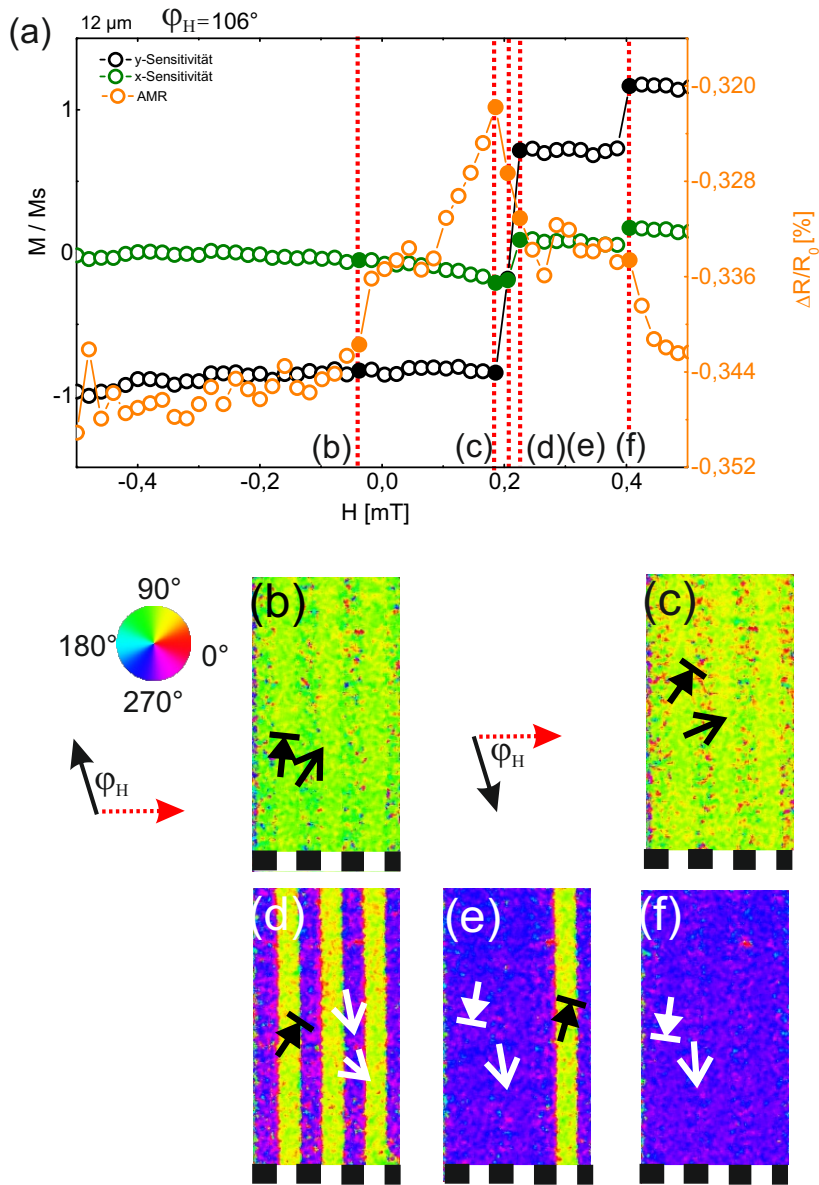 (a)
12 µm φH=106°
y-Sensitivität
x-Sensitivität
AMR
M / Ms
1
0
-1
-0,320
-0,328
-0,336
-0,344
-0,352
ΔR/R0 [%]
(b) (c) (d) (e) (f)
-0,4 -0,2 0,0 0,2 0,4
H [mT]
90°
180° 0°
270°
φH
(b)
φH
(c)
(d) (e) (f)